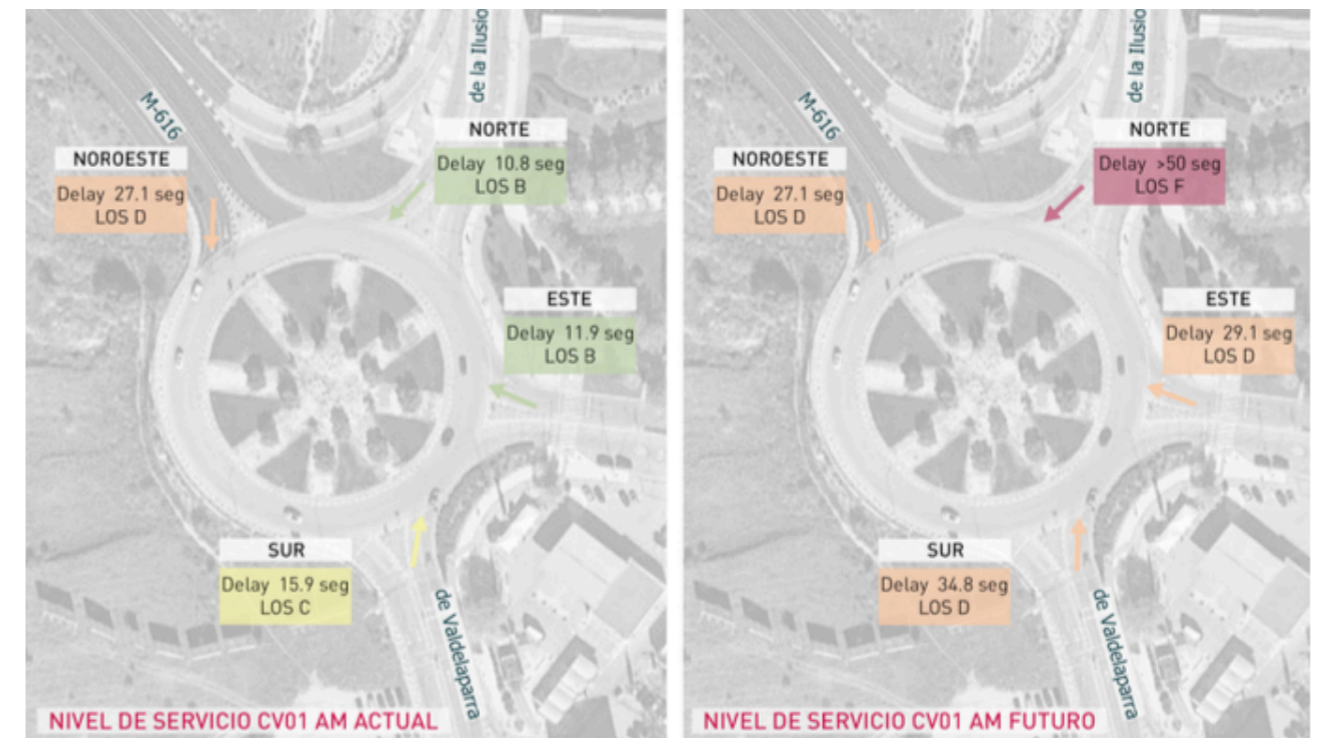 de la Ilusio
M-616
NORTE
Delay 10.8 seg
LOS B
NOROESTE
Delay 27.1 seg
LOS D
ESTE
Delay 11.9 seg
LOS B
SUR
Delay 15.9 seg
LOS C
de Valdelaparra
NIVEL DE SERVICIO CV01 AM ACTUAL
de la Ilusio
M-616
NORTE
Delay >50 seg
LOS F
NOROESTE
Delay 27.1 seg
LOS D
ESTE
Delay 29.1 seg
LOS D
SUR
Delay 34.8 seg
LOS D
de Valdelaparra
NIVEL DE SERVICIO CV01 AM FUTURO